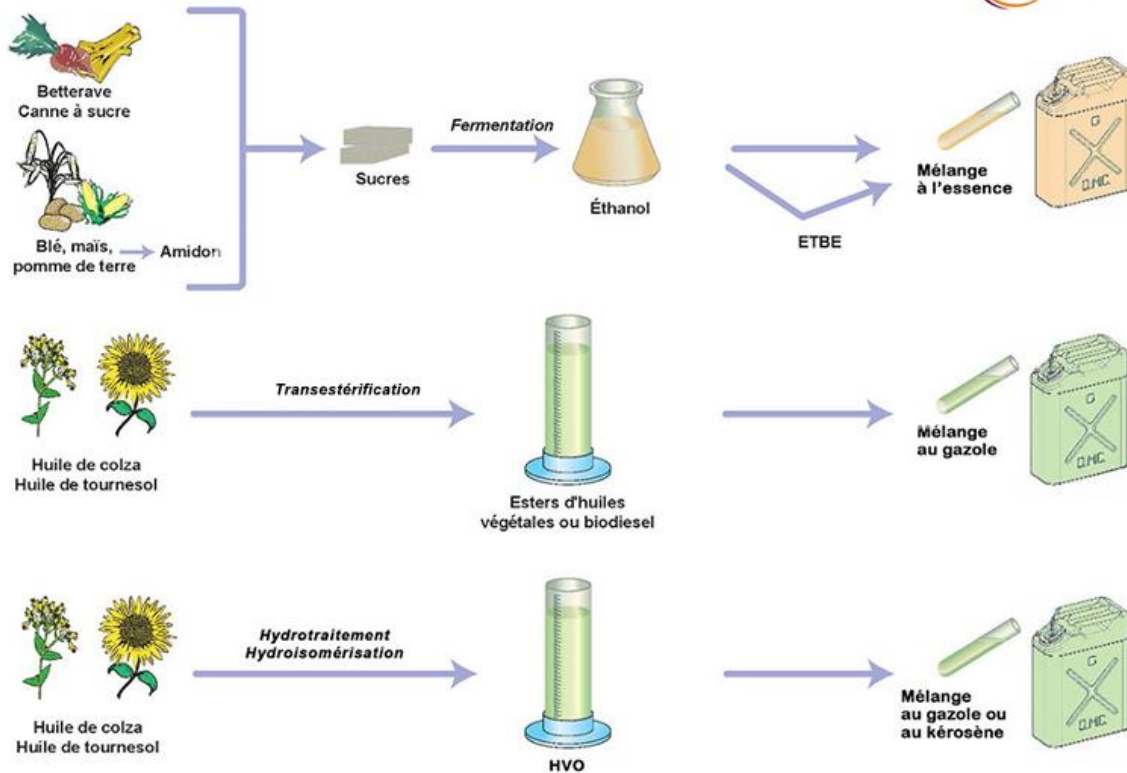 Betterave
Canne à sucre
Blé, maïs,
pomme de terre
Amidon
Sucres
Fermentation
Éthanol
ETBE
Mélange
à l'essence
G
Q.M.C.
Huile de colza
Huile de tournesol
Transestérification
Esters d'huiles
végétales ou biodiesel
Mélange
au gazole
G
Q.M.C.
Huile de colza
Huile de tournesol
Hydrotraitement
Hydroisomérisation
HVO
Mélange
au gazole ou
au kérosène
G
Q.M.C.